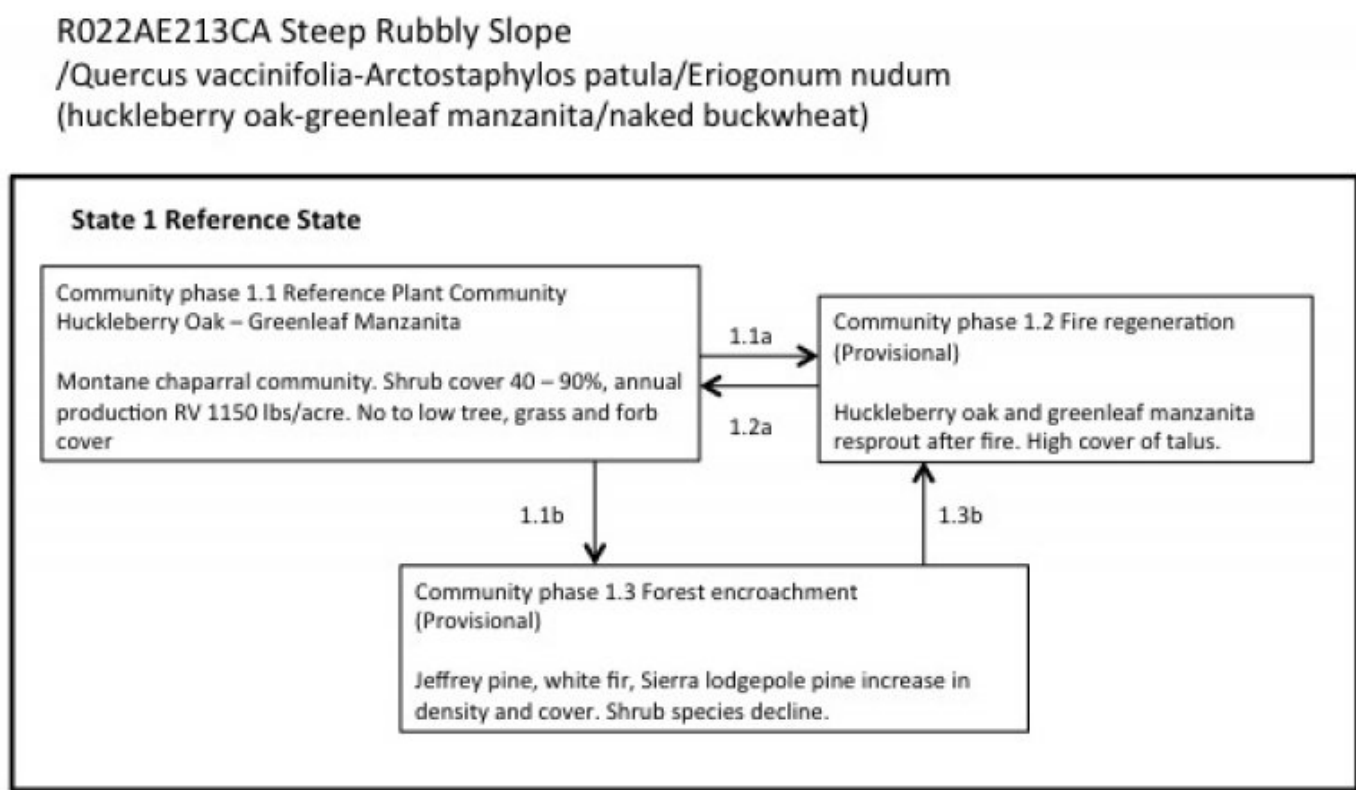 R022AE213CA Steep Rubbly Slope
/Quercus vaccinifolia-Arctostaphylos patula/Eriogonum nudum
(huckleberry oak-greenleaf manzanita/naked buckwheat)
State 1 Reference State
Community phase 1.1 Reference Plant Community
Huckleberry Oak – Greenleaf Manzanita
Montane chaparral community. Shrub cover 40 – 90%, annual
production RV 1150 lbs/acre. No to low tree, grass and forb
cover
1.1a
1.2a
Community phase 1.2 Fire regeneration
(Provisional)
Huckleberry oak and greenleaf manzanita
resprout after fire. High cover of talus.
1.1b
1.3b
Community phase 1.3 Forest encroachment
(Provisional)
Jeffrey pine, white fir, Sierra lodgepole pine increase in
density and cover. Shrub species decline.